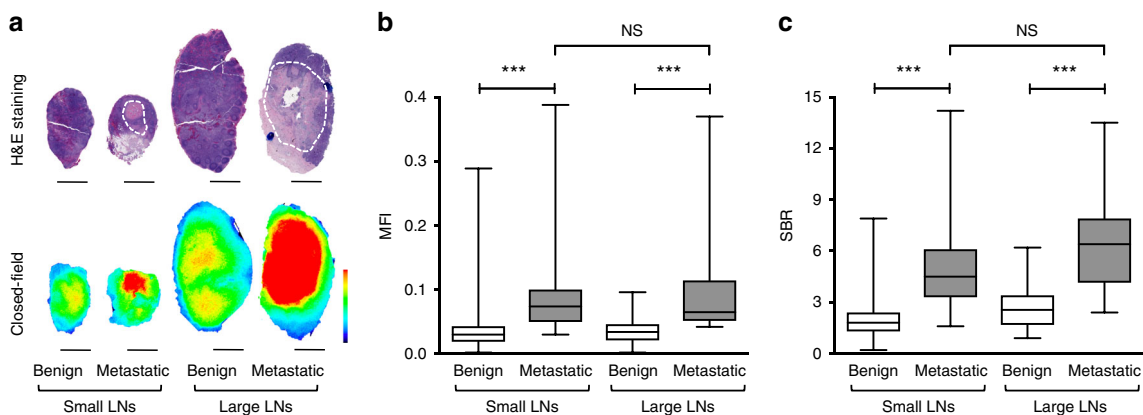 a
H&E staining
Closed-field
Benign Metastatic Benign Metastatic
Small LNs Large LNs
b
NS
*** ***
MFI
0.4
0.3
0.2
0.1
0.0
Benign Metastatic Benign Metastatic
Small LNs Large LNs
c
NS
*** ***
SBR
15
12
9
6
3
0
Benign Metastatic Benign Metastatic
Small LNs Large LNs